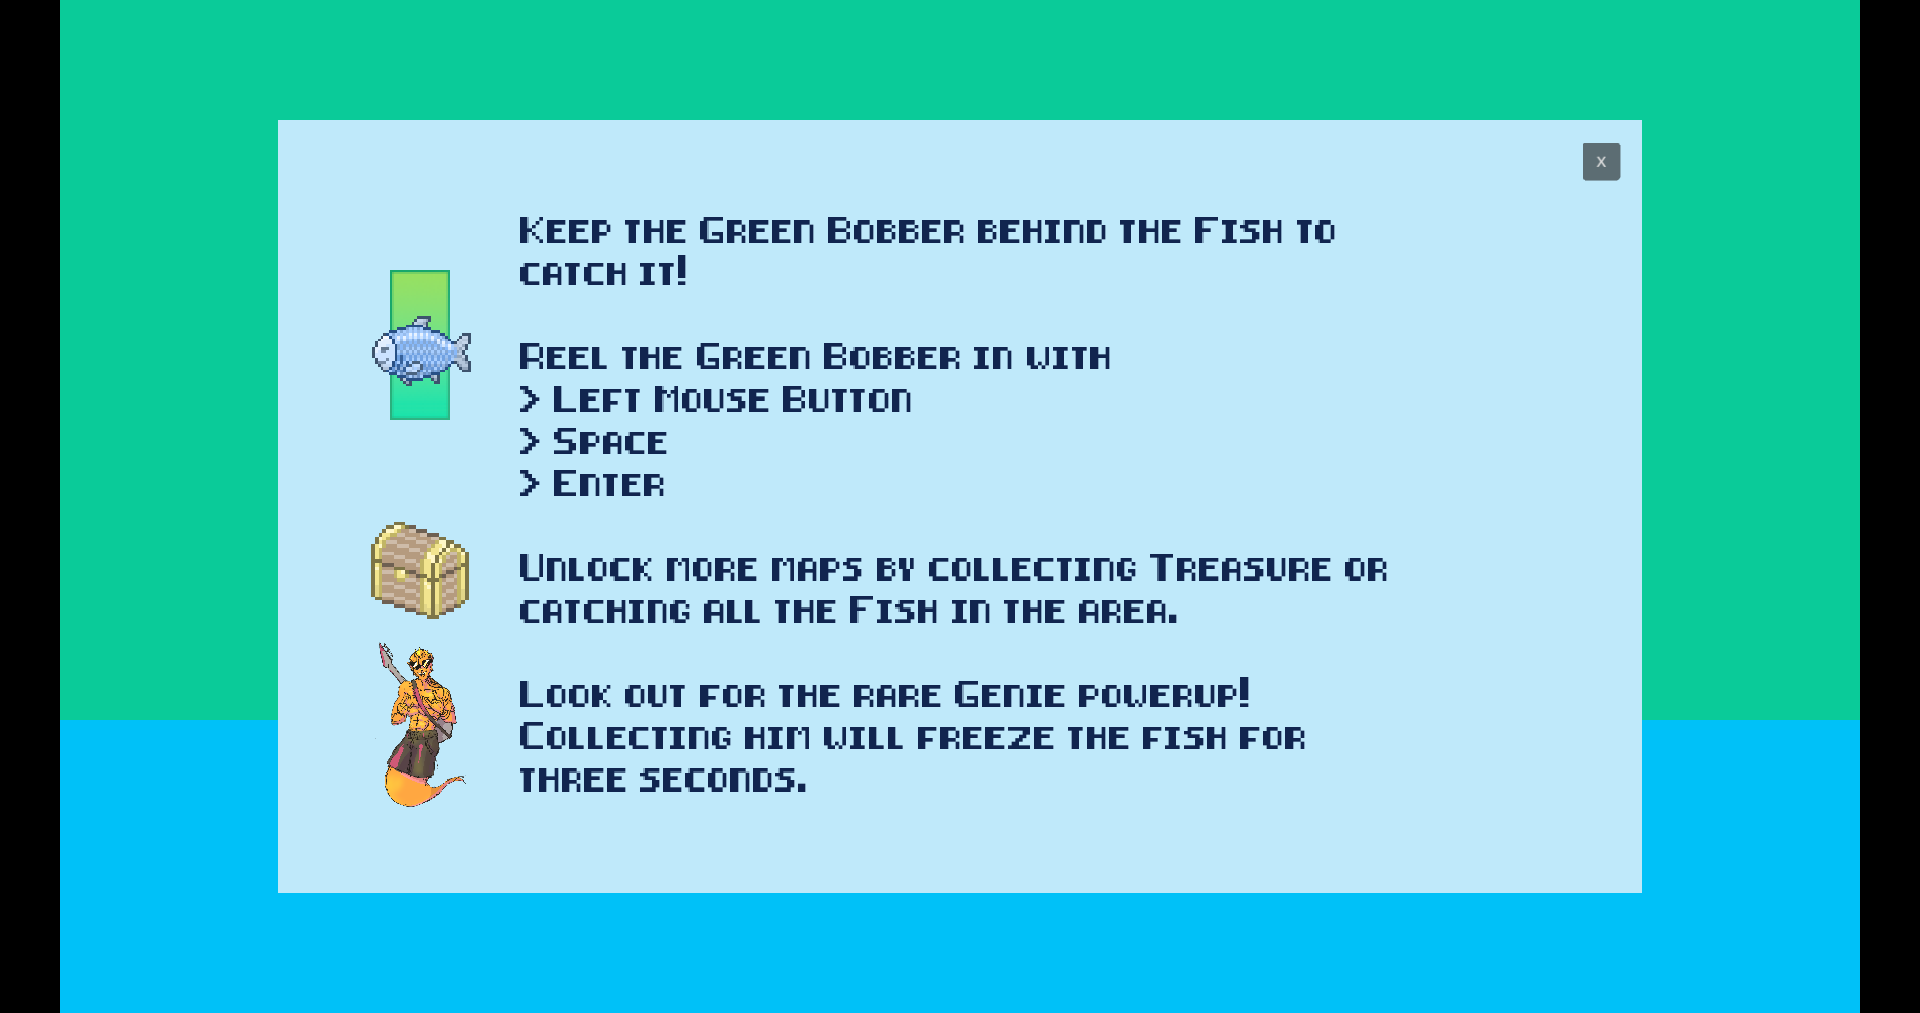 x
Keep the Green Bobber behind the Fish to
catch it!
Reel the Green Bobber in with
> Left Mouse Button
> Space
> Enter
Unlock more maps by collecting Treasure or
catching all the Fish in the area.
Look out for the rare Genie powerup!
Collecting him will freeze the fish for
three seconds.